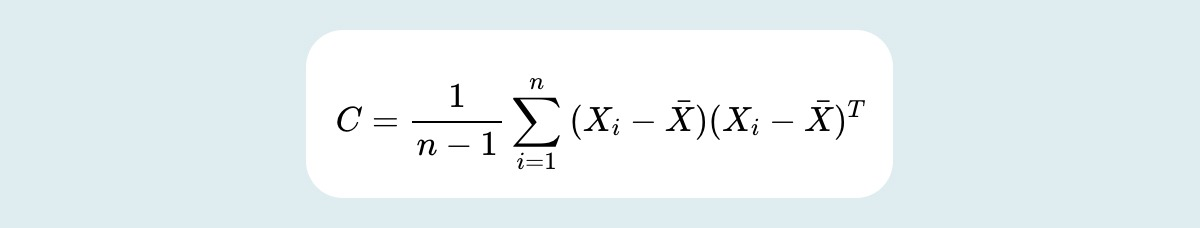 C = \frac{1}{n-1} \sum_{i=1}^{n} (X_i - \bar{X})(X_i - \bar{X})^T